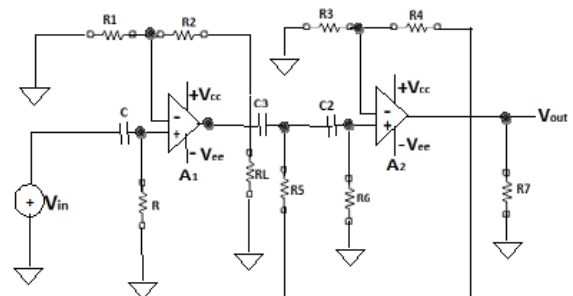 R1 R2 R3 R4
+Vcc +Vcc
C C3 C2
- + - +
Vout
-Vee -Vee
A1 A2
Vin + R RL R5 R6 R7